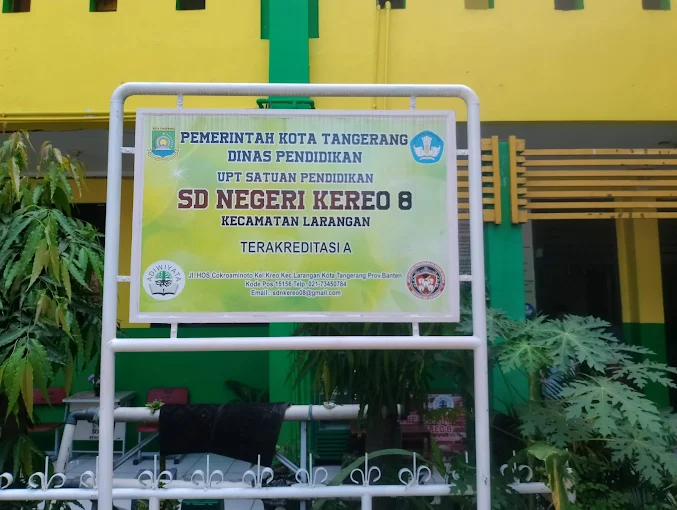 PEMERINTAH KOTA TANGERANG
DINAS PENDIDIKAN
UPT SATUAN PENDIDIKAN
SD NEGERI KEREO 8
KECAMATAN LARANGAN
TERAKREDITASI A
ADIWIYATA
Jl. HOS Cokroaminoto Kel.Kreo Kec.Larangan Kota Tangerang Prov.Banten
Kode Pos 15156 Telp. 021-73450784
Email : sdnkereo08@gmail.com